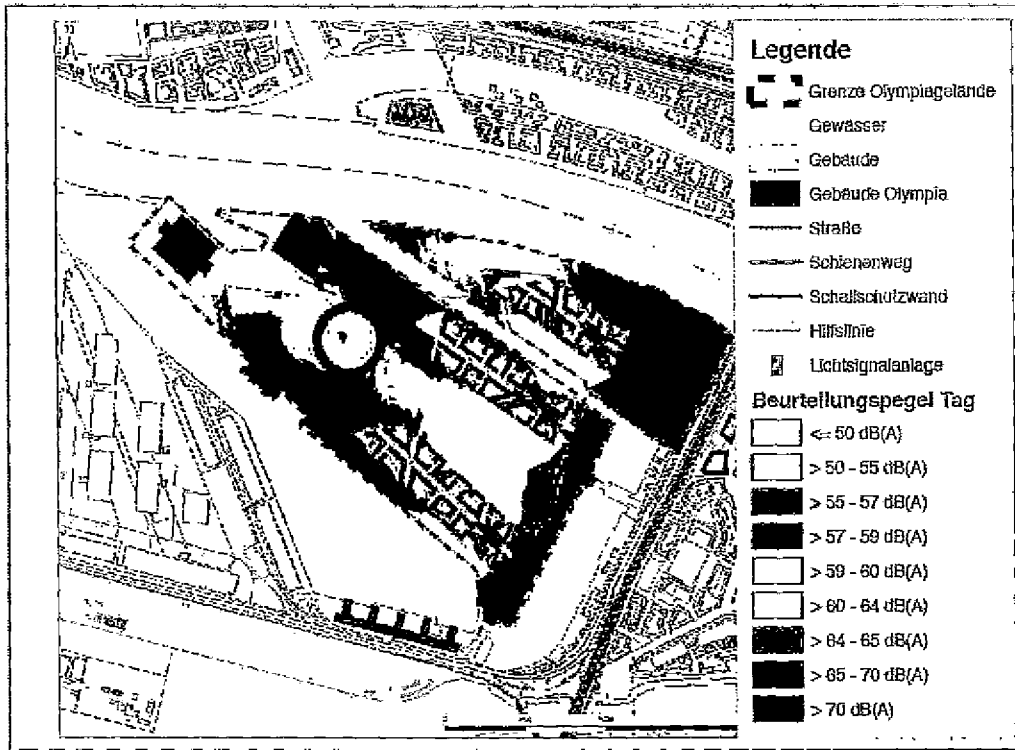 Legende
Grenze Olympiegelände
Gewässer
Gebäude
Gebäude Olympia
Straße
Schienenweg
Schallschutzwand
Hilfslinie
Lichtsignalanlage
Beurteilungspegel Tag
<= 50 dB(A)
> 50 - 55 dB(A)
> 55 - 57 dB(A)
> 57 - 59 dB(A)
> 59 - 60 dB(A)
> 60 - 64 dB(A)
> 64 - 65 dB(A)
> 65 - 70 dB(A)
> 70 dB(A)